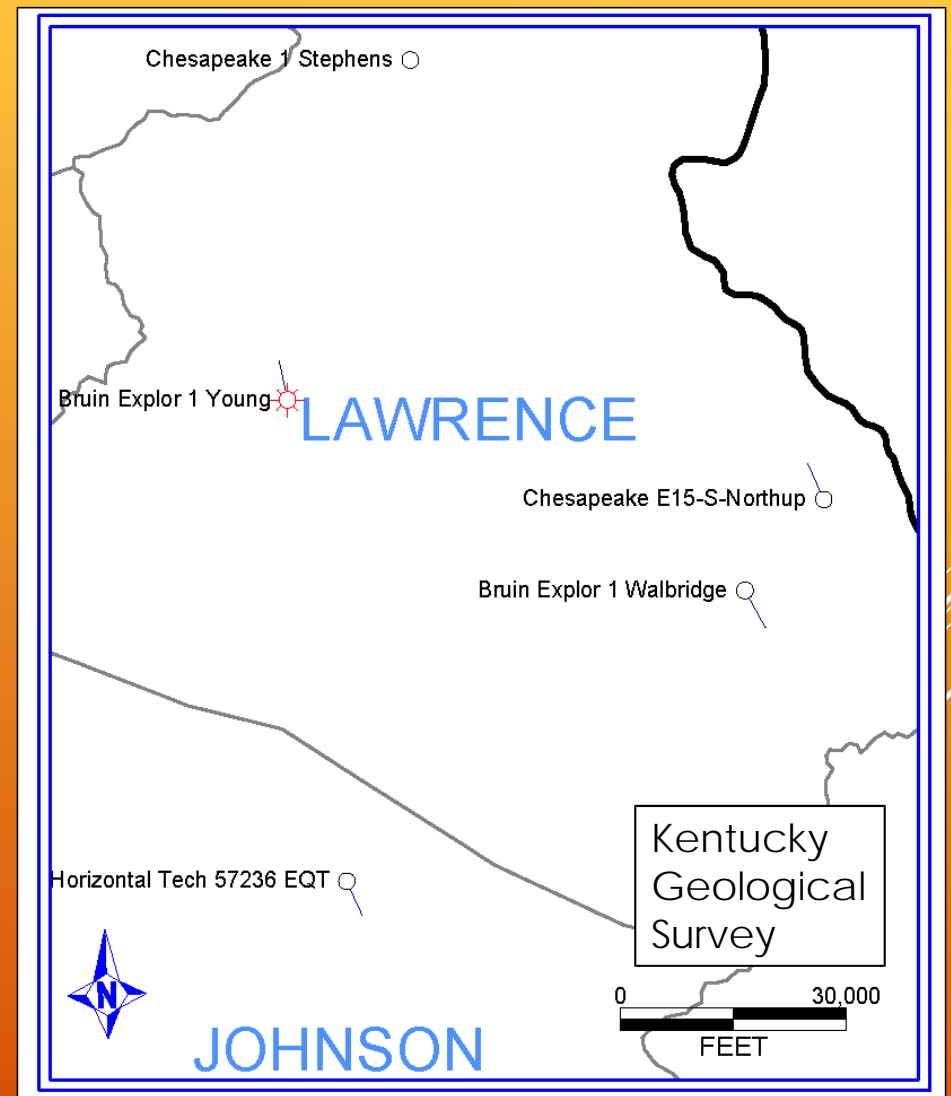 Chesapeake 1 Stephens
Bruin Explor 1 Young
LAWRENCE
Chesapeake E15-S-Northup
Bruin Explor 1 Walbridge
Horizontal Tech 57236 EQT
Kentucky
Geological
Survey
N
0 30,000
FEET
JOHNSON